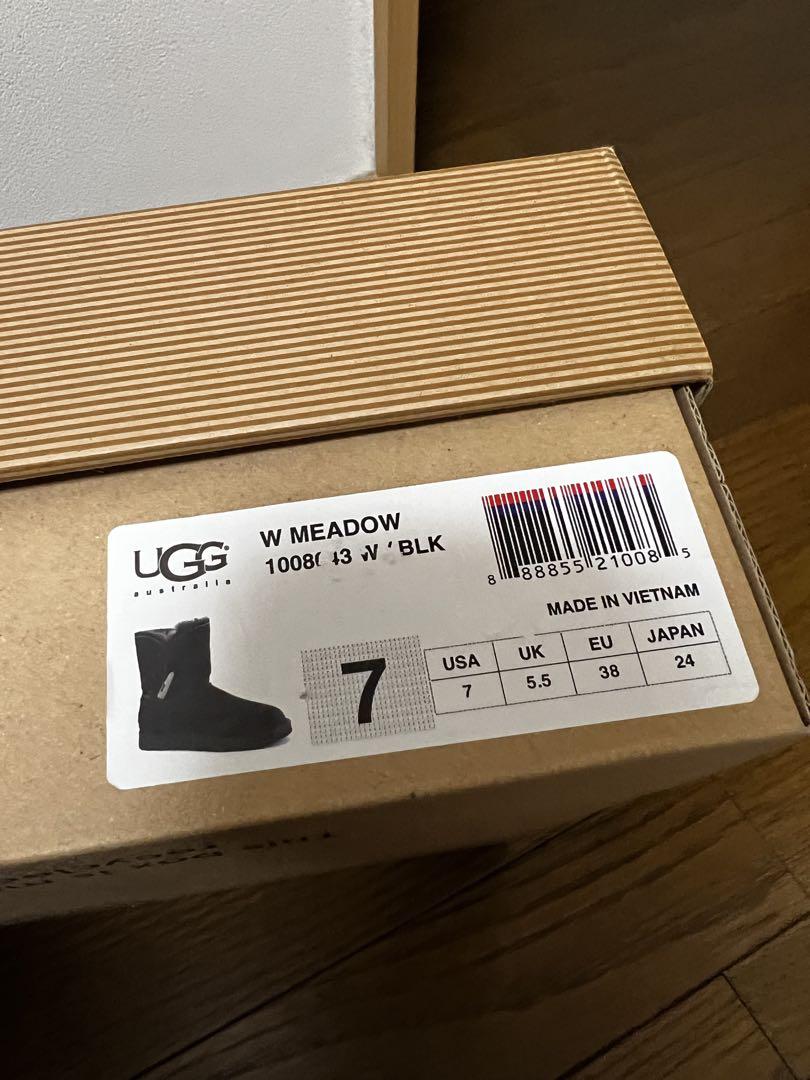 UGG
australia
W MEADOW
BLK
8 88855 21008 5
MADE IN VIETNAM
7
USA UK EU JAPAN
7 5.5 38 24